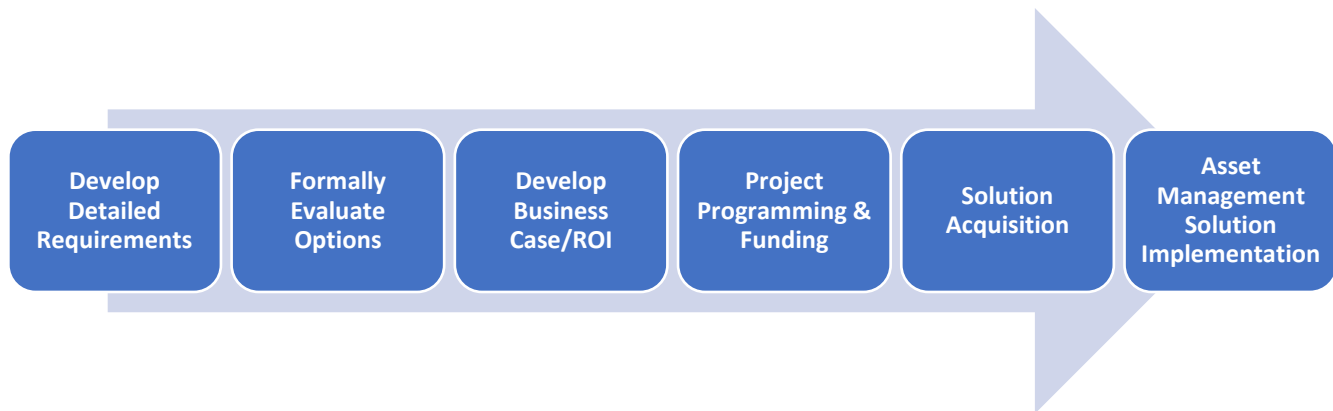 Develop
Detailed
Requirements
Formally
Evaluate
Options
Develop
Business
Case/ROI
Project
Programming &
Funding
Solution
Acquisition
Asset
Management
Solution
Implementation